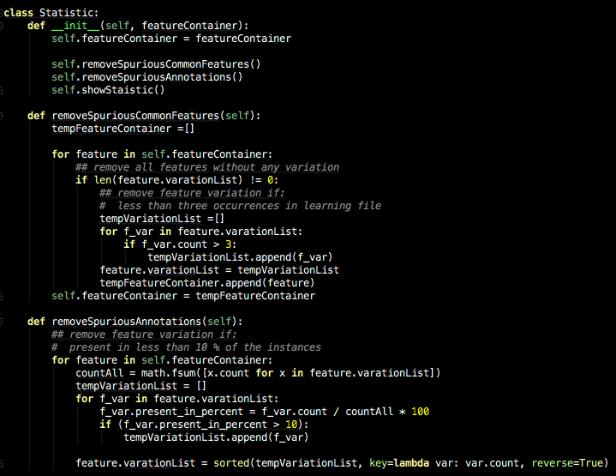 class Statistic:
    def __init__(self, featureContainer):
        self.featureContainer = featureContainer

        self.removeSpuriousCommonFeatures()
        self.removeSpuriousAnnotations()
        self.showStaistic()

    def removeSpuriousCommonFeatures(self):
        tempFeatureContainer =[]

        for feature in self.featureContainer:
            ## remove all features without any variation
            if len(feature.varationList) != 0:
                ## remove feature variation if:
                #  less than three occurrences in learning file
                tempVariationList =[]
                for f_var in feature.varationList:
                    if f_var.count > 3:
                        tempVariationList.append(f_var)
                feature.varationList = tempVariationList
                tempFeatureContainer.append(feature)
        self.featureContainer = tempFeatureContainer

    def removeSpuriousAnnotations(self):
        ## remove feature variation if:
        #  present in less than 10 % of the instances
        for feature in self.featureContainer:
            countAll = math.fsum([x.count for x in feature.varationList])
            tempVariationList = []
            for f_var in feature.varationList:
                f_var.present_in_percent = f_var.count / countAll * 100
                if (f_var.present_in_percent > 10):
                    tempVariationList.append(f_var)

            feature.varationList = sorted(tempVariationList, key=lambda var: var.count, reverse=True)